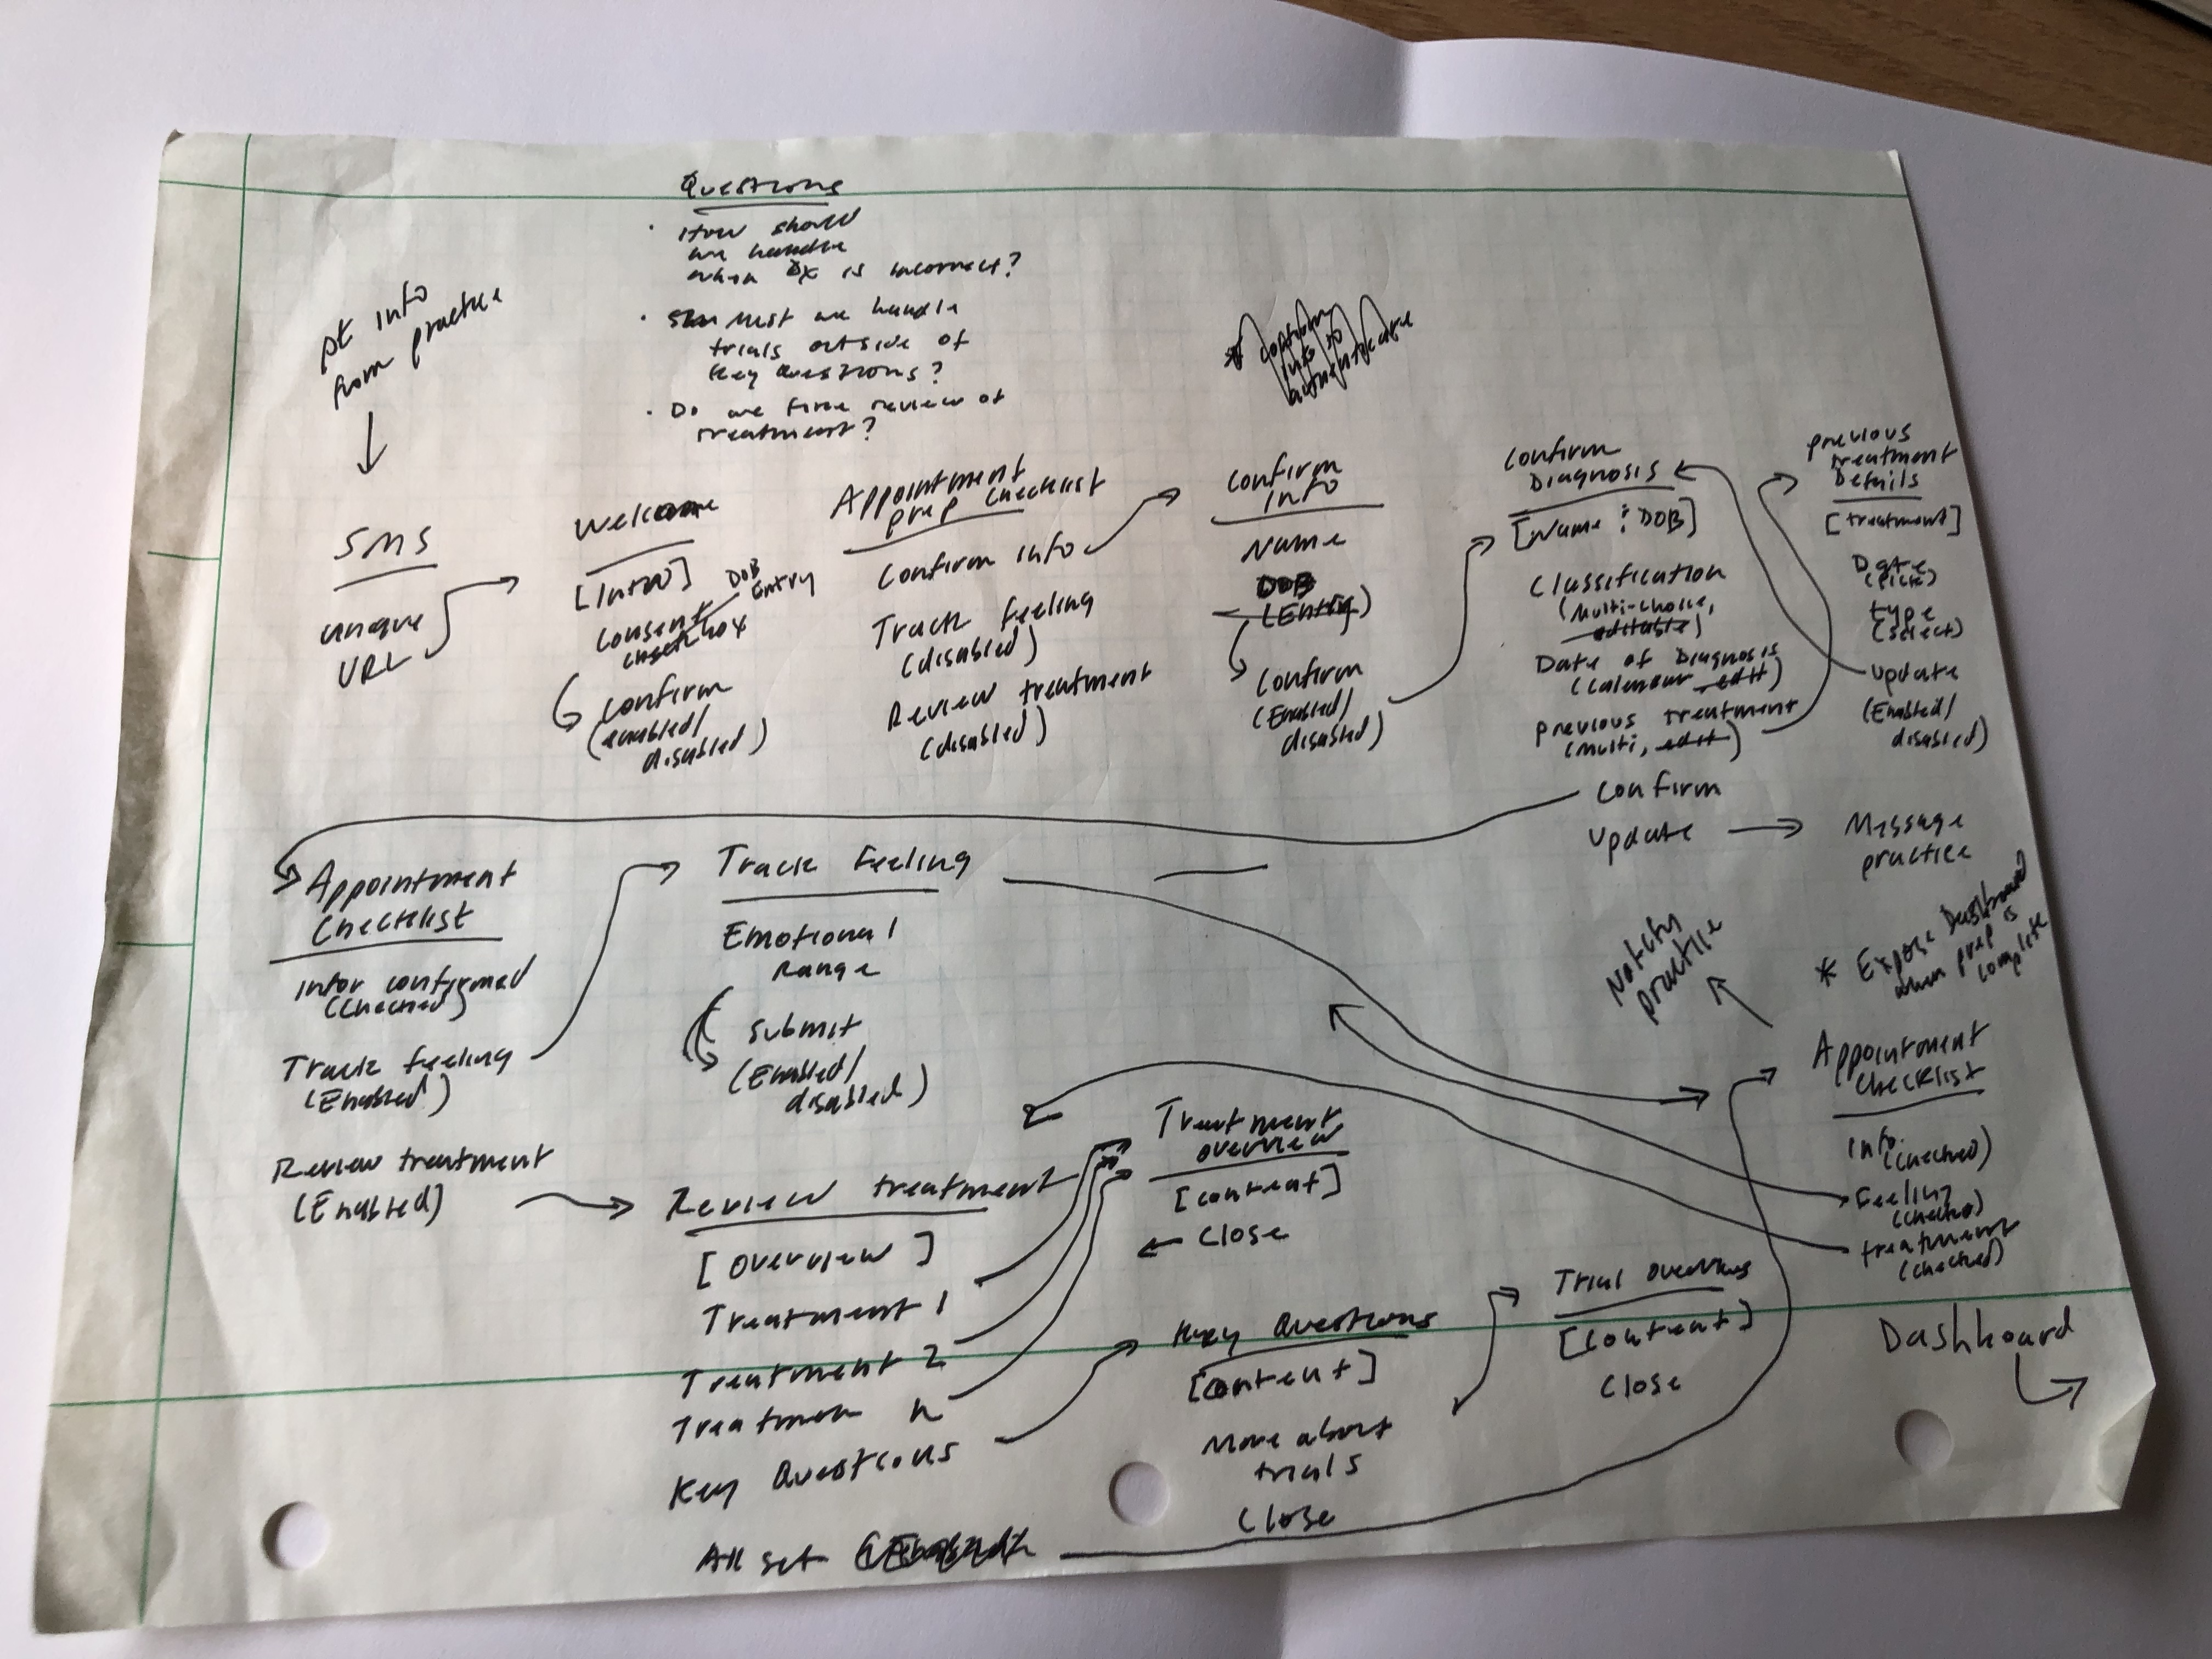 Questions
· How should
we handle
when DX is incorrect?
· must we handle
trials outside of
Key Questions?
· Do we force review of
treatment?
pt info
from practice
SMS
unique
URL
Welcome
[Intro]
DOB
Entry
Consent
checkbox
Confirm
(enabled/
disabled)
Appointment
prep checklist
Confirm info
Track feeling
(disabled)
Review treatment
(disabled)
* Confirm
info to
authenticate
Confirm
Info
Name
DOB
(Entry)
Confirm
(Enabled/
disabled)
Confirm
Diagnosis
[Name : DOB]
Classification
(multi-choice,
editable)
Date of Diagnosis
(calendar edit)
previous treatment
(multi, edit)
Confirm
update
previous
treatment
Details
[treatment]
Date
(pick)
type
(select)
update
(Enabled/
disabled)
Message
practice
Appointment
Checklist
Infor confirmed
(checked)
Track feeling
(Enabled)
Review treatment
(Enabled)
Track feeling
Emotional
Range
submit
(Enabled/
disabled)
Review treatment
[overview]
Treatment 1
Treatment 2
Treatmen n
Key Questions
All set
Treatment
overview
[content]
Close
Key Questions
[content]
More about
trials
Close
Trial overview
[content]
Close
Notify
practice
* Expose Dashboard
when prep is
complete
Appointment
checklist
Info.
(checked)
Feeling
(checked)
treatment
(checked)
Dashboard